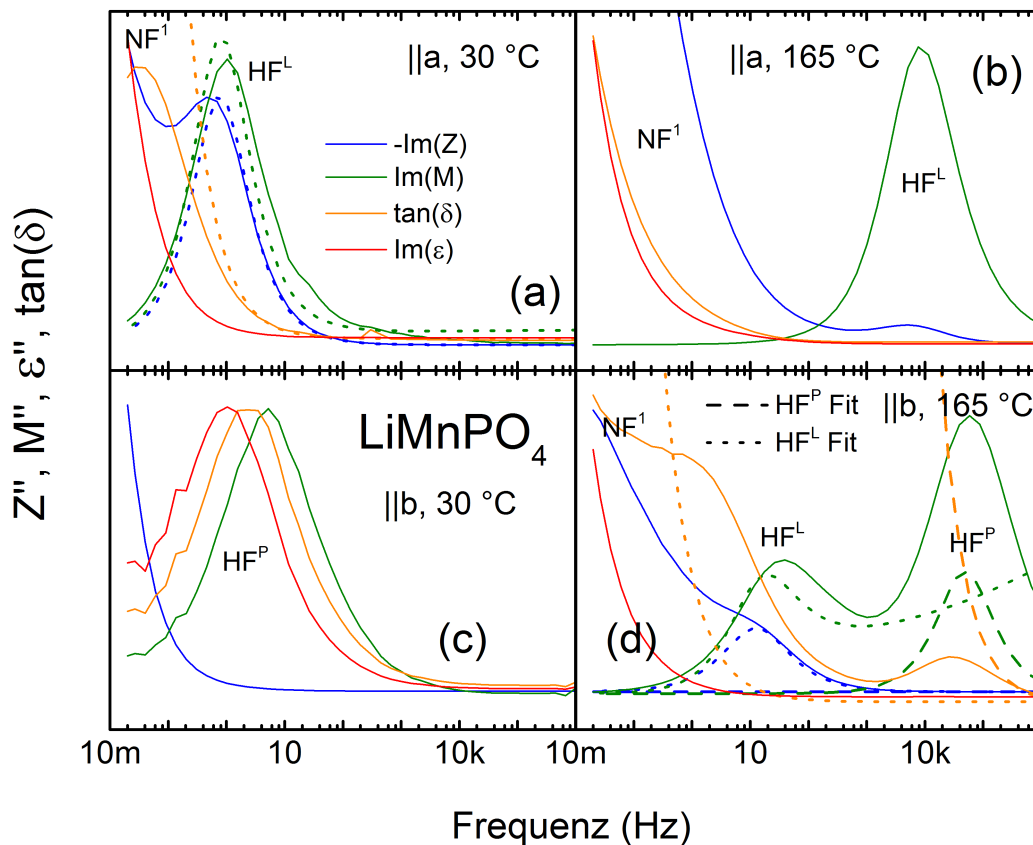 NF¹
||a, 30 °C
HFᴸ
-Im(Z)
Im(M)
tan(δ)
Im(ε)
(a)
||a, 165 °C
(b)
NF¹
HFᴸ
Z'', M'', ε'', tan(δ)
LiMnPO₄
||b, 30 °C
HFᴾ
(c)
HFᴾ Fit
||b, 165 °C
HFᴸ Fit
NF¹
HFᴸ
HFᴾ
(d)
10m 10 10k 10m 10 10k
Frequenz (Hz)